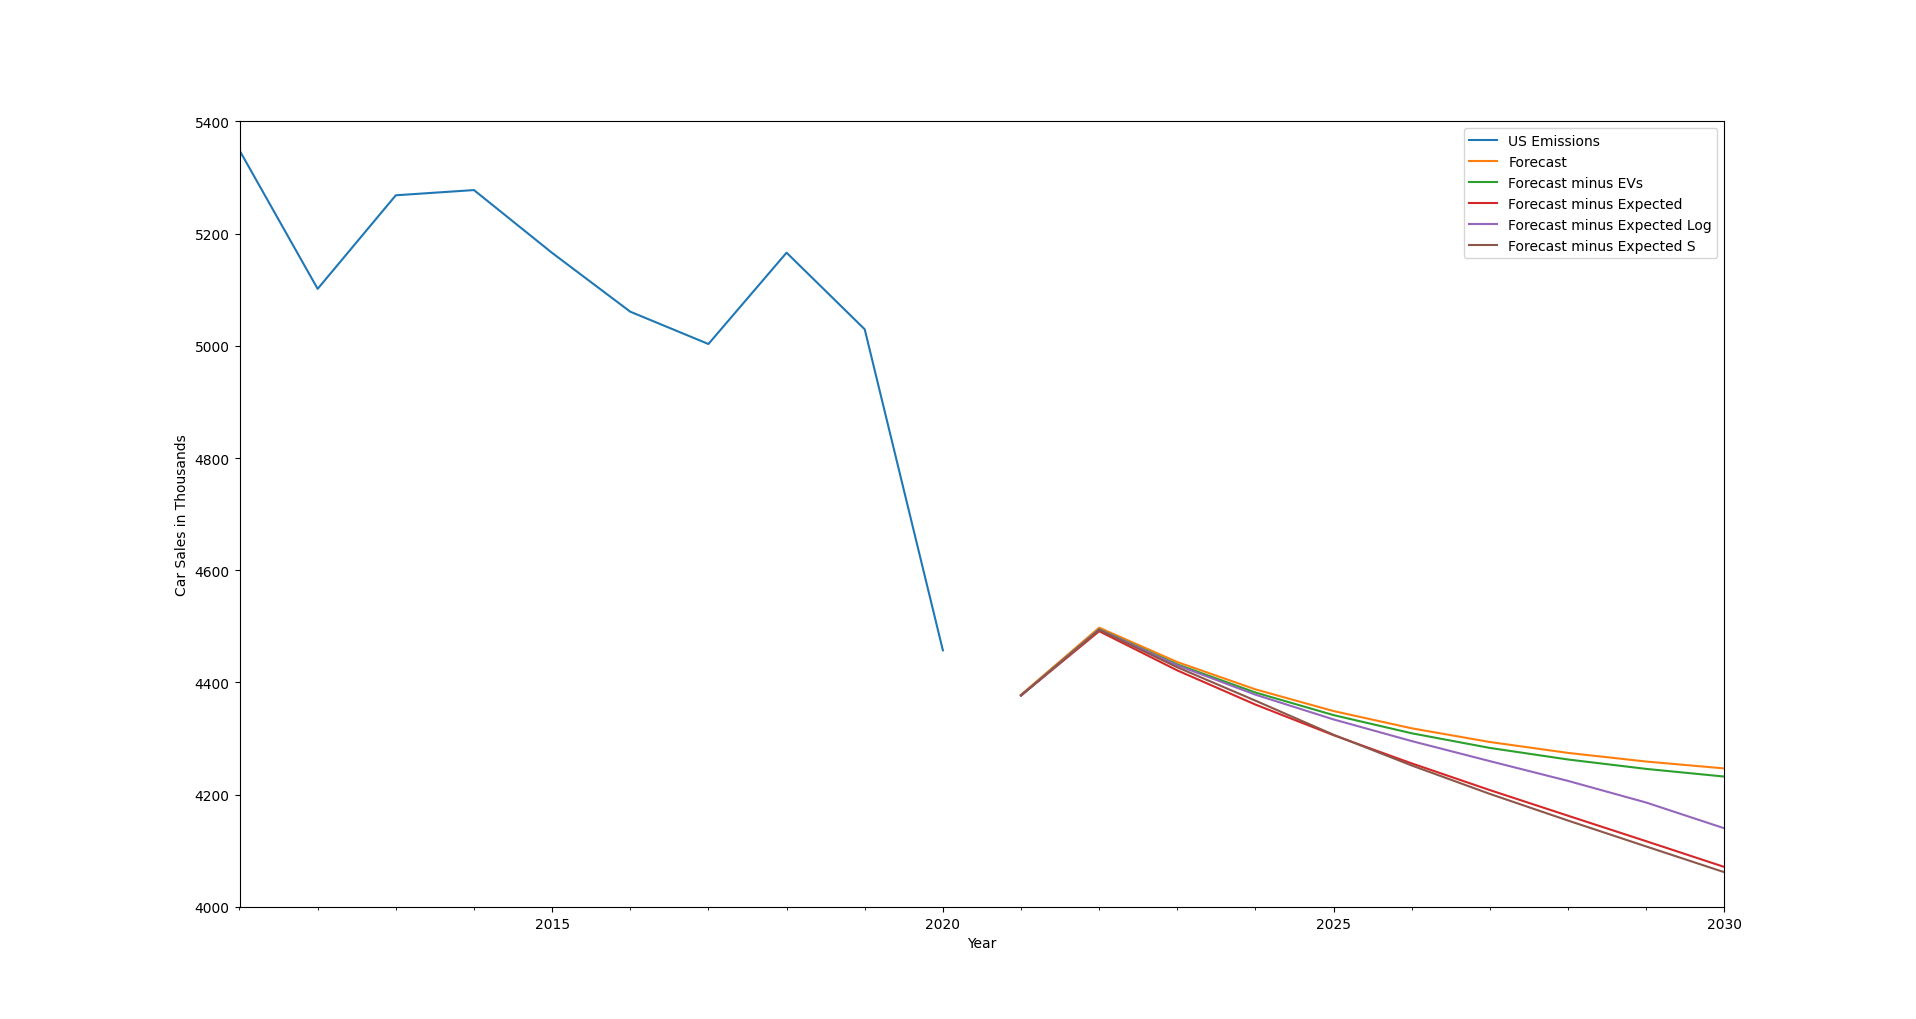 5400
5200
5000
4800
4600
4400
4200
4000
Car Sales in Thousands
US Emissions
Forecast
Forecast minus EVs
Forecast minus Expected
Forecast minus Expected Log
Forecast minus Expected S
2015
2020
2025
2030
Year